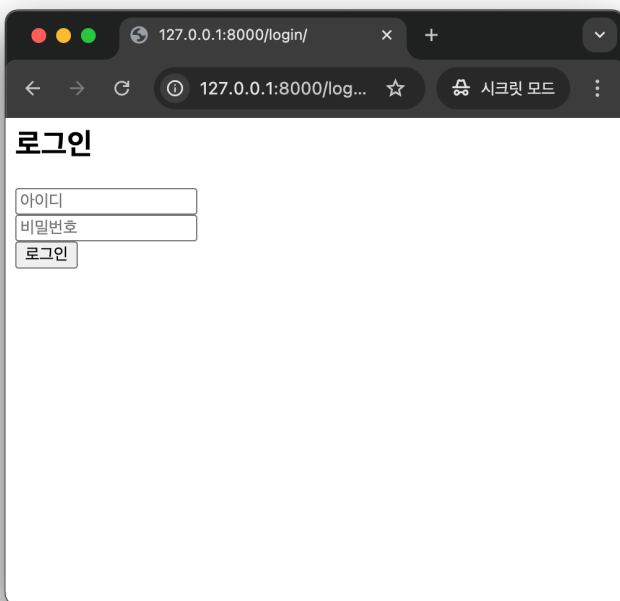 127.0.0.1:8000/login/
127.0.0.1:8000/log...
시크릿 모드
로그인
아이디
비밀번호
로그인